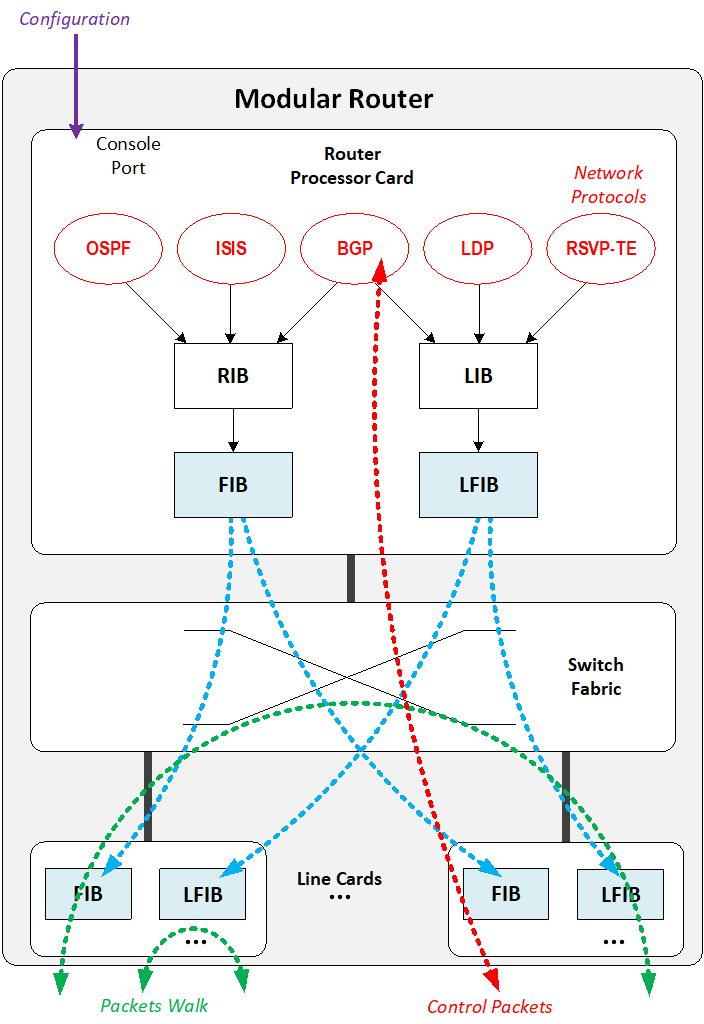 Configuration
Modular Router
Console
Port
Router
Processor Card
Network
Protocols
OSPF
ISIS
BGP
LDP
RSVP-TE
RIB
LIB
FIB
LFIB
Switch
Fabric
FIB
LFIB
...
Line Cards
...
FIB
LFIB
...
Packets Walk
Control Packets